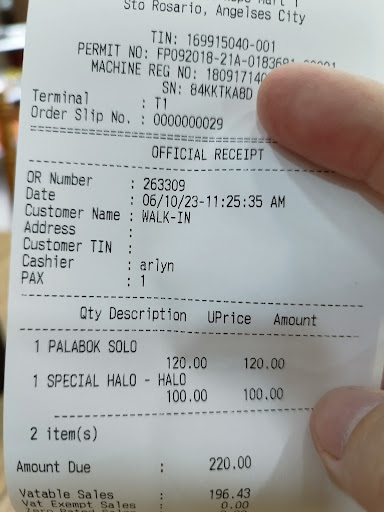 Mart 1
Sto Rosario, Angelses City
TIN: 169915040-001
PERMIT NO: FP092018-21A-0183681
MACHINE REG NO: 18091714
SN: 84KKTKA8D
Terminal : T1
Order Slip No. : 0000000029
OFFICIAL RECEIPT
OR Number : 263309
Date : 06/10/23-11:25:35 AM
Customer Name : WALK-IN
Address :
Customer TIN :
Cashier : arlyn
PAX : 1
Qty Description UPrice Amount
1 PALABOK SOLO
120.00 120.00
1 SPECIAL HALO - HALO
100.00 100.00
2 item(s)
Amount Due : 220.00
Vatable Sales : 196.43
Vat Exempt Sales : 0.00